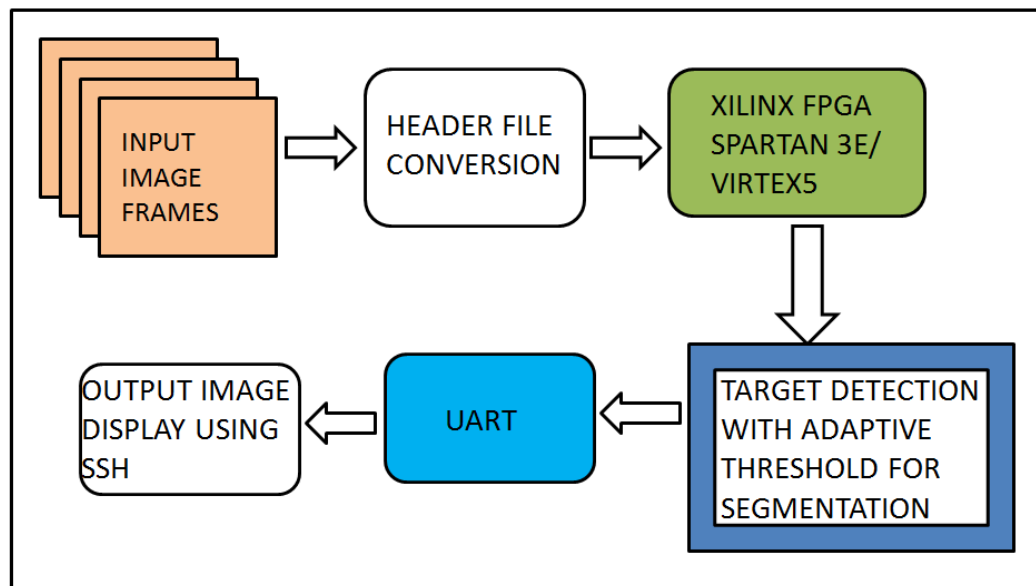 INPUT
IMAGE
FRAMES
HEADER FILE
CONVERSION
XILINX FPGA
SPARTAN 3E/
VIRTEX5
TARGET DETECTION
WITH ADAPTIVE
THRESHOLD FOR
SEGMENTATION
UART
OUTPUT IMAGE
DISPLAY USING
SSH